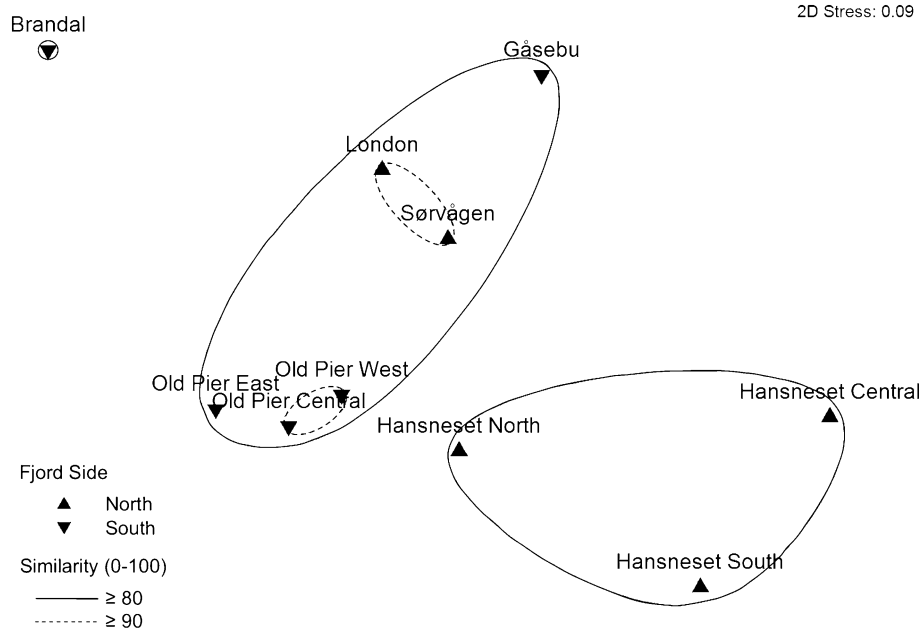 2D Stress: 0.09
Brandal
Gåsebu
London
Sørvågen
Old Pier West
Old Pier East
Old Pier Central
Hansneset Central
Hansneset North
Hansneset South
Fjord Side
North
South
Similarity (0-100)
≥ 80
≥ 90